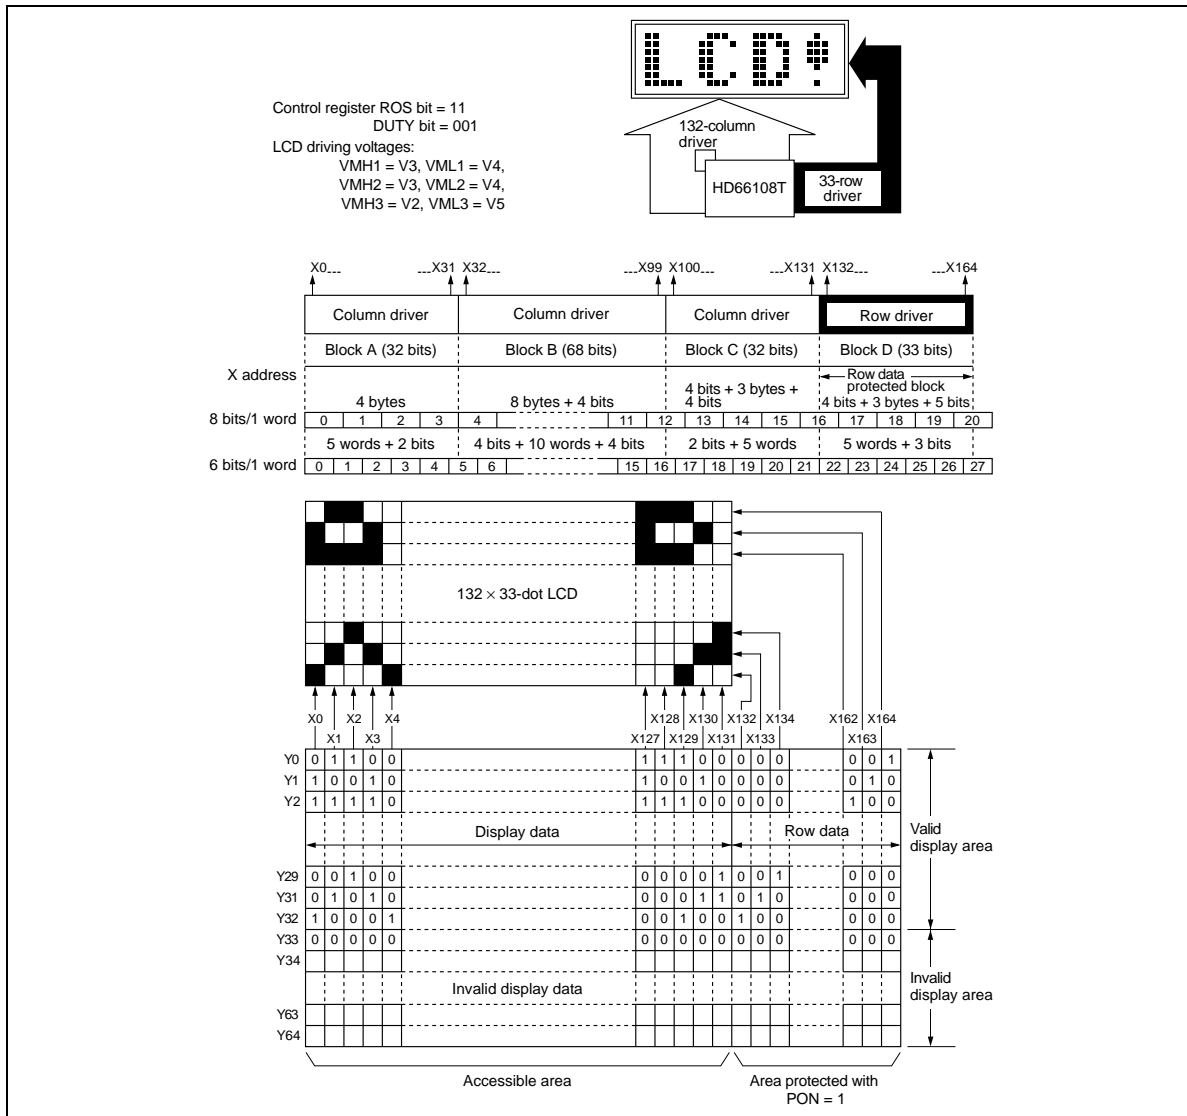 LCD!
Control register ROS bit = 11
DUTY bit = 001
LCD driving voltages:
VMH1 = V3, VML1 = V4,
VMH2 = V3, VML2 = V4,
VMH3 = V2, VML3 = V5
132-column
driver
HD66108T
33-row
driver
X0--- ---X31 X32--- ---X99 X100--- ---X131 X132--- ---X164
Column driver Column driver Column driver Row driver
Block A (32 bits) Block B (68 bits) Block C (32 bits) Block D (33 bits)
X address
Row data
protected block
4 bytes 8 bytes + 4 bits 4 bits + 3 bytes +
4 bits 4 bits + 3 bytes + 5 bits
8 bits/1 word 0 1 2 3 4 11 12 13 14 15 16 17 18 19 20
5 words + 2 bits 4 bits + 10 words + 4 bits 2 bit + 5 words 5 words + 3 bits
6 bits/1 word 0 1 2 3 4 5 6 15 16 17 18 19 20 21 22 23 24 25 26 27
132 × 33-dot LCD
X0 X2 X4 X128 X130 X132 X134 X162 X164
X1 X3 X127 X129 X131 X133 X163
Y0 0 1 1 0 0 1 1 1 0 0 0 0 0 0 0 1
Y1 1 0 0 1 0 1 0 0 1 0 0 0 0 0 1 0
Y2 1 1 1 1 0 1 1 1 0 0 0 0 0 1 0 0
Display data Row data
Valid
display area
Y29 0 0 1 0 0 0 0 0 0 1 0 0 1 0 0 0
Y31 0 1 0 1 0 0 0 0 1 1 0 1 0 0 0 0
Y32 1 0 0 0 1 0 0 1 0 0 1 0 0 0 0 0
Y33 0 0 0 0 0 0 0 0 0 0 0 0 0 0 0 0
Y34
Invalid display data
Invalid
display area
Y63
Y64
Accessible area
Area protected with
PON = 1